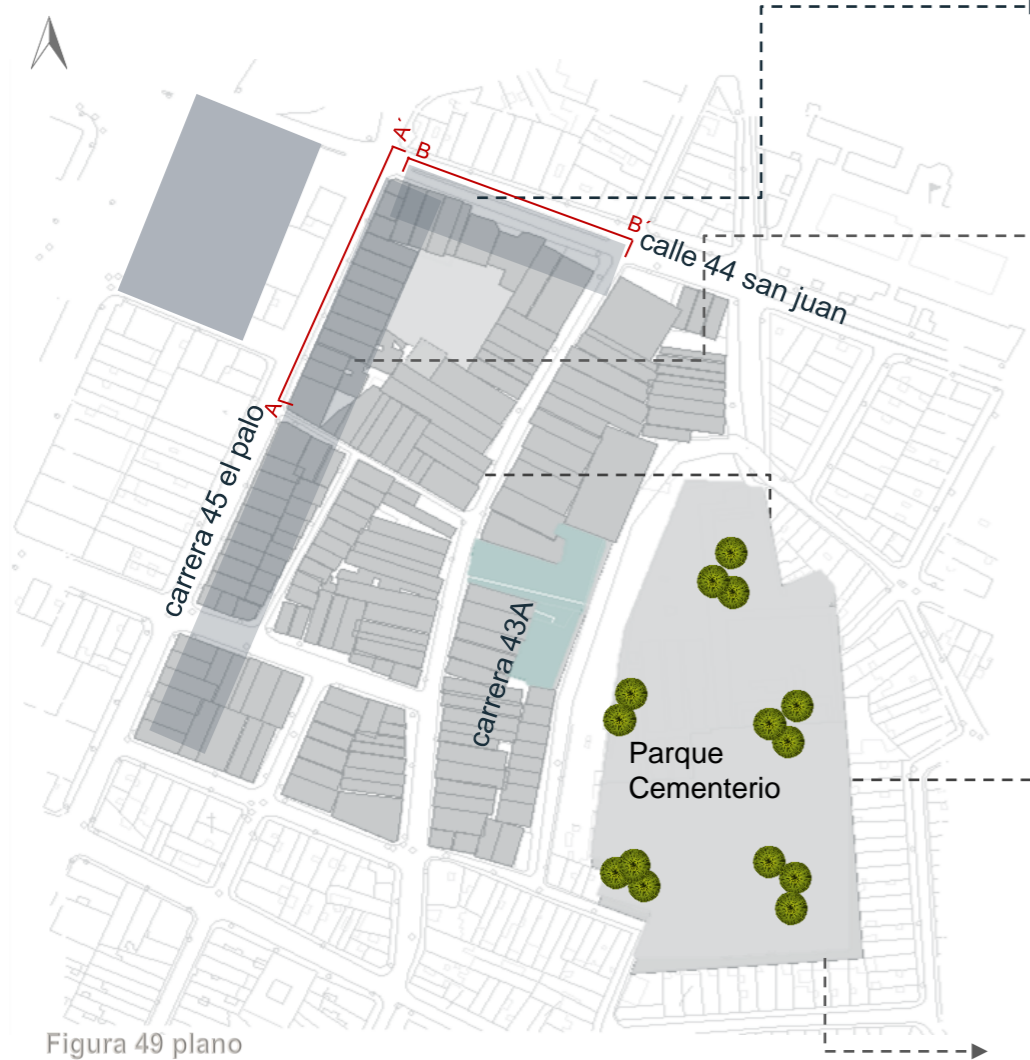 A´
B
B´
calle 44 san juan
A
carrera 45 el palo
carrera 43A
Parque
Cementerio
Figura 49 plano